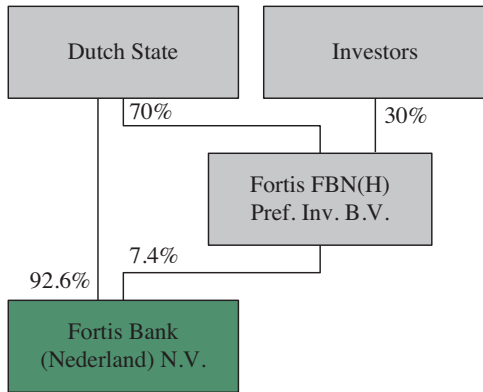 Dutch State
Investors
70%
30%
Fortis FBN(H)
Pref. Inv. B.V.
7.4%
92.6%
Fortis Bank
(Nederland) N.V.